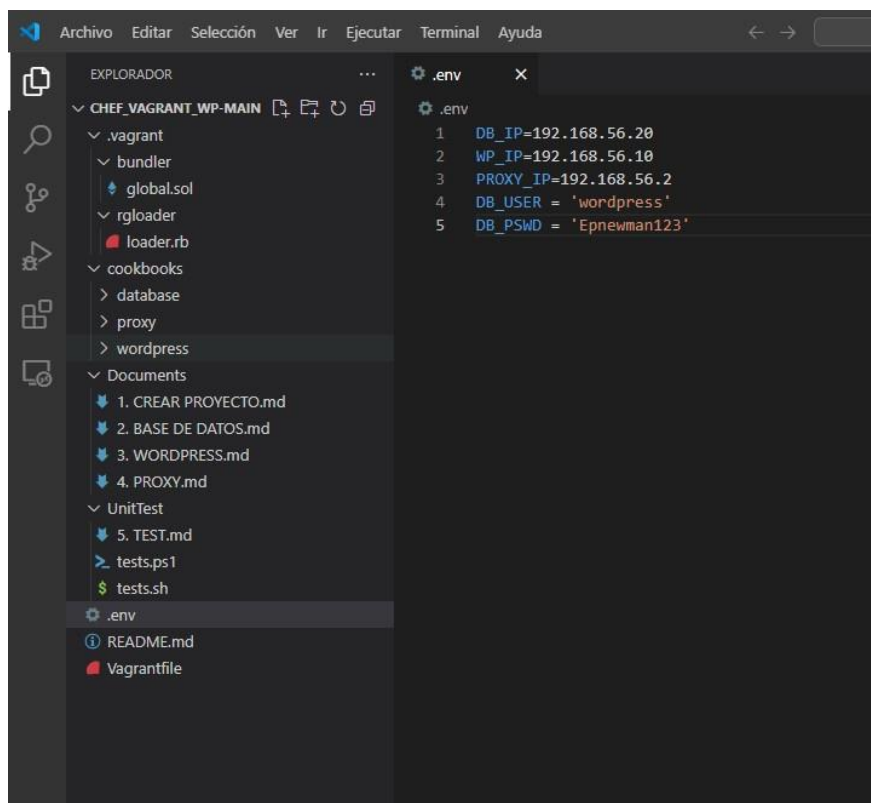 Archivo Editar Selección Ver Ir Ejecutar Terminal Ayuda
EXPLORADOR
CHEF_VAGRANT_WP-MAIN
.vagrant
bundler
global.sol
rgloader
loader.rb
cookbooks
database
proxy
wordpress
Documents
1. CREAR PROYECTO.md
2. BASE DE DATOS.md
3. WORDPRESS.md
4. PROXY.md
UnitTest
5. TEST.md
tests.ps1
tests.sh
.env
README.md
Vagrantfile
.env
.env
1 DB_IP=192.168.56.20
2 WP_IP=192.168.56.10
3 PROXY_IP=192.168.56.2
4 DB_USER = 'wordpress'
5 DB_PSWD = 'Epnewman123'